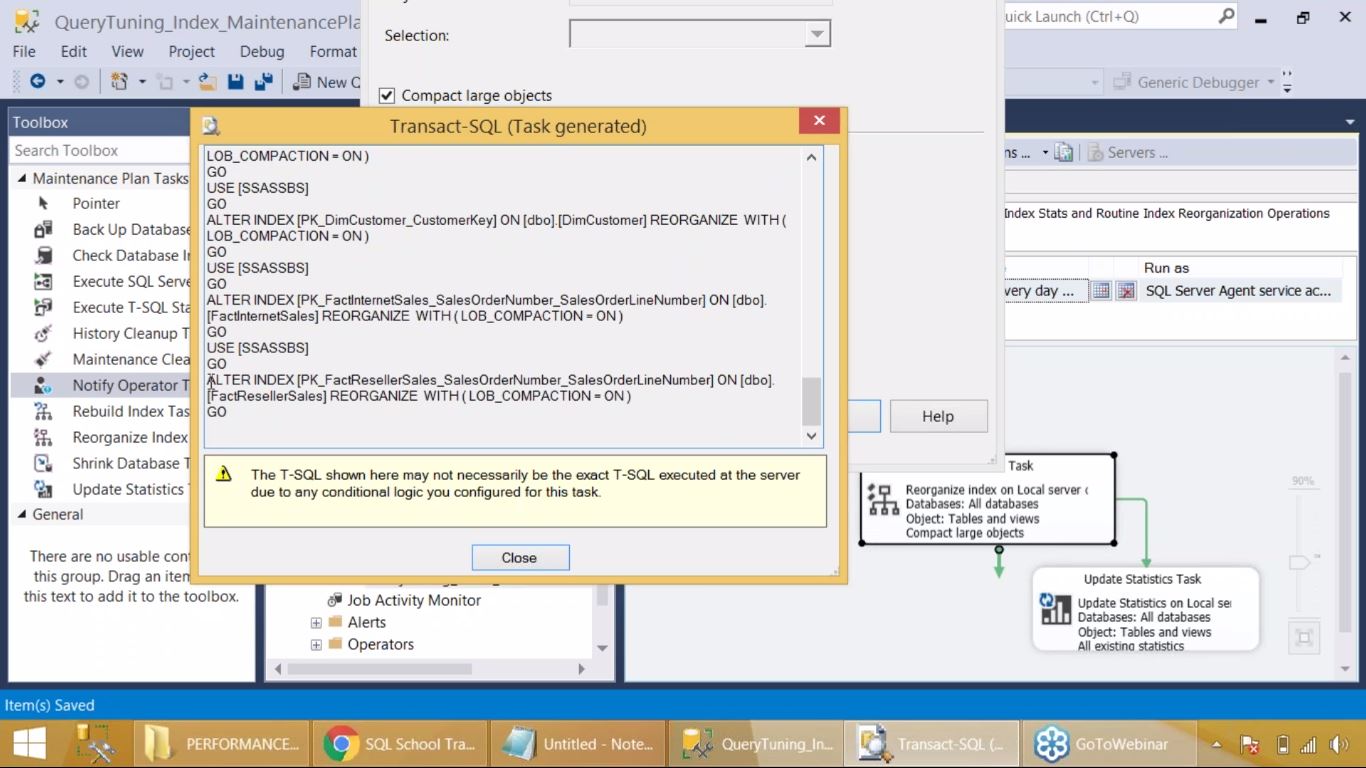 QueryTuning_Index_MaintenancePla
uick Launch (Ctrl+Q)
File Edit View Project Debug Format
New Q
Generic Debugger
Selection:
Compact large objects
Toolbox
Search Toolbox
Maintenance Plan Tasks
Pointer
Back Up Database
Check Database In
Execute SQL Serve
Execute T-SQL Sta
History Cleanup T
Maintenance Clea
Notify Operator T
Rebuild Index Tas
Reorganize Index
Shrink Database T
Update Statistics
General
There are no usable cont
this group. Drag an item
this text to add it to the toolbox.
Transact-SQL (Task generated)
LOB_COMPACTION = ON )
GO
USE [SSASSBS]
GO
ALTER INDEX [PK_DimCustomer_CustomerKey] ON [dbo].[DimCustomer] REORGANIZE WITH (
LOB_COMPACTION = ON )
GO
USE [SSASSBS]
GO
ALTER INDEX [PK_FactInternetSales_SalesOrderNumber_SalesOrderLineNumber] ON [dbo].
[FactInternetSales] REORGANIZE WITH ( LOB_COMPACTION = ON )
GO
USE [SSASSBS]
GO
ALTER INDEX [PK_FactResellerSales_SalesOrderNumber_SalesOrderLineNumber] ON [dbo].
[FactResellerSales] REORGANIZE WITH ( LOB_COMPACTION = ON )
GO
The T-SQL shown here may not necessarily be the exact T-SQL executed at the server
due to any conditional logic you configured for this task.
Close
Help
Job Activity Monitor
Alerts
Operators
ns ...
Servers ...
Index Stats and Routine Index Reorganization Operations
Run as
very day ...
SQL Server Agent service ac...
Task
Reorganize index on Local server c
Databases: All databases
Object: Tables and views
Compact large objects
90%
Update Statistics Task
Update Statistics on Local ser
Databases: All databases
Object: Tables and views
All existing statistics
Item(s) Saved
PERFORMANCE...
SQL School Tra...
Untitled - Note...
QueryTuning_In...
Transact-SQL (...
GoToWebinar